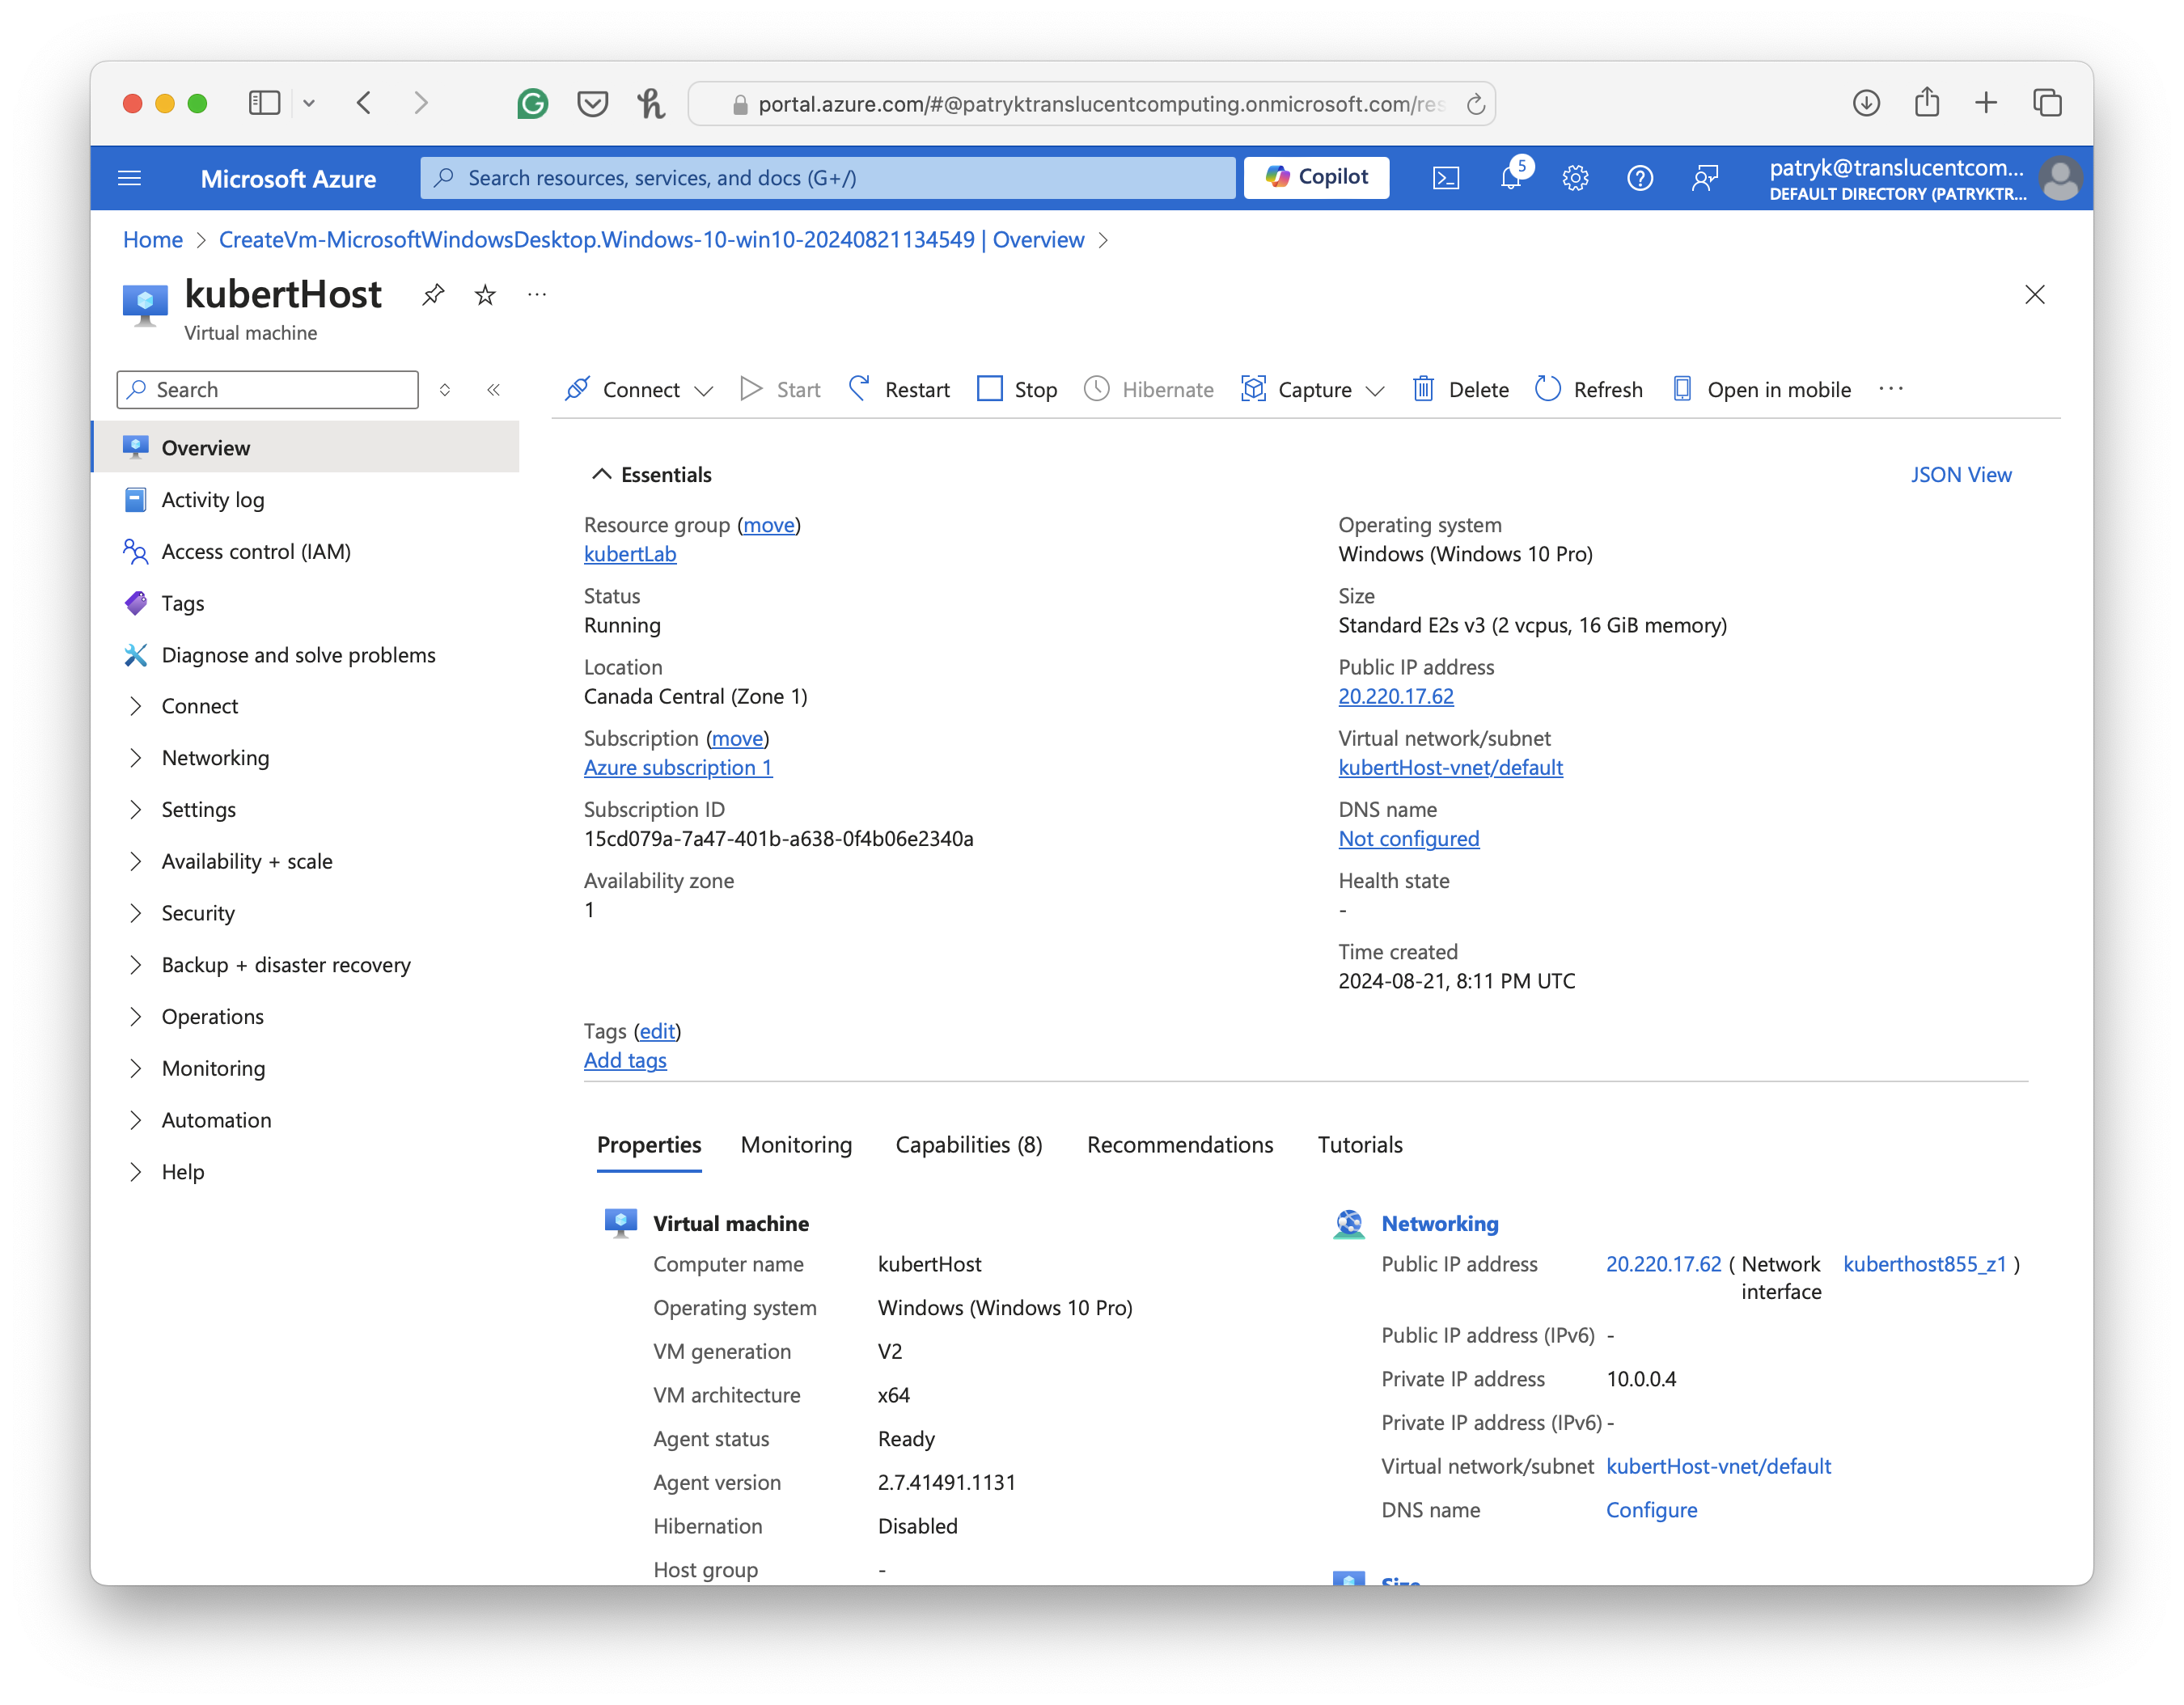 portal.azure.com/#@patryktranslucentcomputing.onmicrosoft.com/res
Microsoft Azure
Search resources, services, and docs (G+/)
Copilot
5
patryk@translucentcom...
DEFAULT DIRECTORY (PATRYKTR...
Home > CreateVm-MicrosoftWindowsDesktop.Windows-10-win10-20240821134549 | Overview >
kubertHost
Virtual machine
Search
Connect
Start
Restart
Stop
Hibernate
Capture
Delete
Refresh
Open in mobile
Overview
Activity log
Access control (IAM)
Tags
Diagnose and solve problems
Connect
Networking
Settings
Availability + scale
Security
Backup + disaster recovery
Operations
Monitoring
Automation
Help
Essentials
JSON View
Resource group (move)
kubertLab
Status
Running
Location
Canada Central (Zone 1)
Subscription (move)
Azure subscription 1
Subscription ID
15cd079a-7a47-401b-a638-0f4b06e2340a
Availability zone
1
Operating system
Windows (Windows 10 Pro)
Size
Standard E2s v3 (2 vcpus, 16 GiB memory)
Public IP address
20.220.17.62
Virtual network/subnet
kubertHost-vnet/default
DNS name
Not configured
Health state
-
Time created
2024-08-21, 8:11 PM UTC
Tags (edit)
Add tags
Properties
Monitoring
Capabilities (8)
Recommendations
Tutorials
Virtual machine
Computer name kubertHost
Operating system Windows (Windows 10 Pro)
VM generation V2
VM architecture x64
Agent status Ready
Agent version 2.7.41491.1131
Hibernation Disabled
Host group -
Networking
Public IP address 20.220.17.62 ( Network interface kuberthost855_z1 )
Public IP address (IPv6) -
Private IP address 10.0.0.4
Private IP address (IPv6) -
Virtual network/subnet kubertHost-vnet/default
DNS name Configure
Size